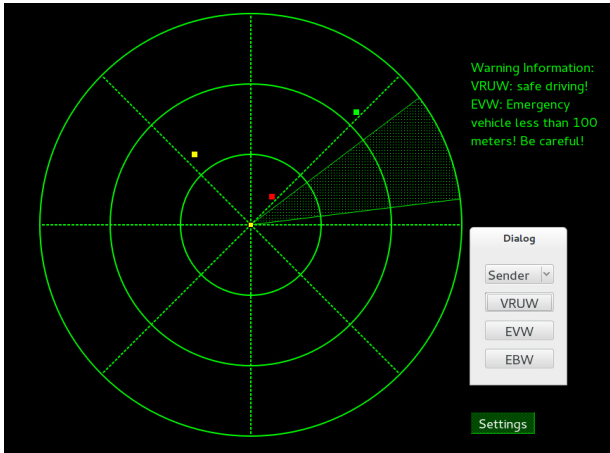 Warning Information:
VRUW: safe driving!
EVW: Emergency
vehicle less than 100
meters! Be careful!
Dialog
Sender
VRUW
EVW
EBW
Settings